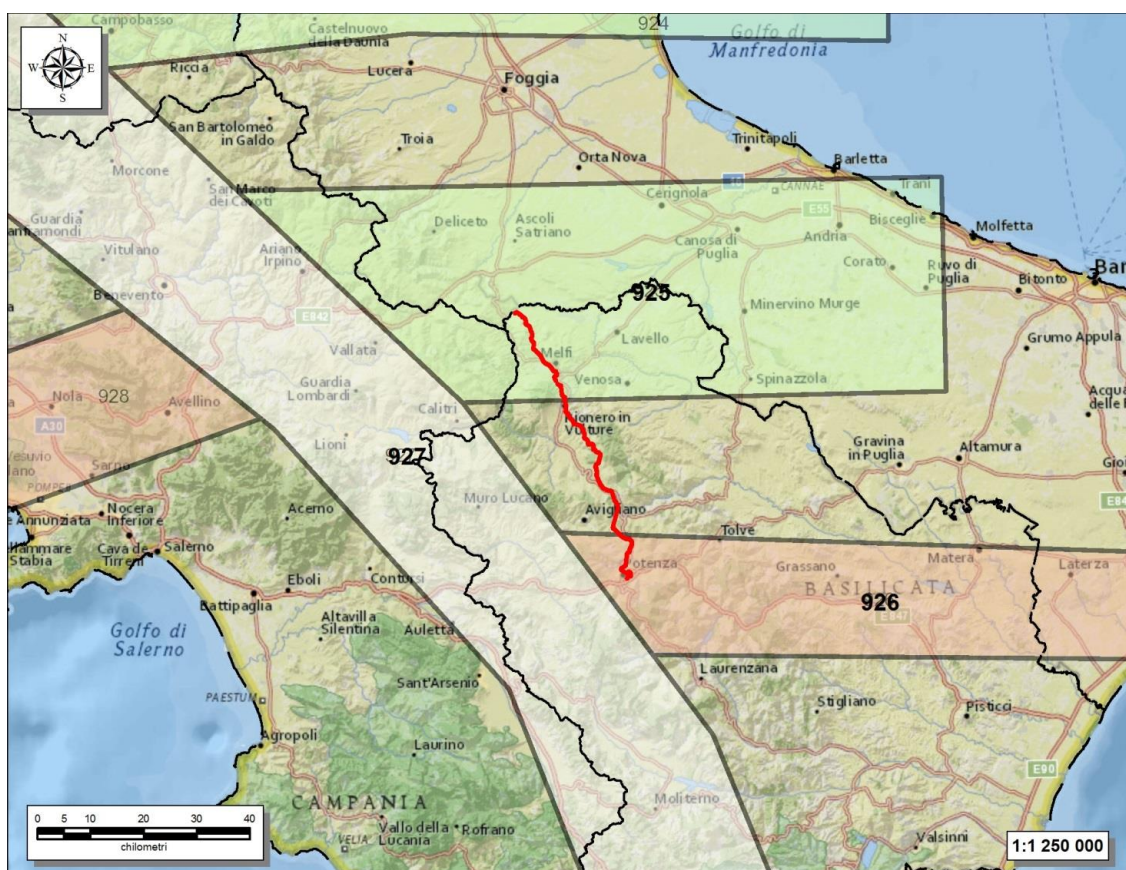 Campobasso
Castelnuovo
della Daunia
924
Golfo di
Manfredonia
N
W
E
S
Riccia
Lucera
Foggia
San Bartolomeo
in Galdo
Troia
Orta Nova
Trinitapoli
Barletta
Morcone
San Marco
dei Cavoti
Cerignola
CANNAE
Trani
Guardia
Deliceto
Ascoli
Satriano
E55
Bisceglie
Molfetta
Vitulano
Ariano
Irpino
Canosa di
Puglia
Andria
Corato
Ruvo di
Puglia
Bitonto
Benevento
925
Minervino Murge
E842
Vallata
Melfi
Lavello
Grumo Appula
Guardia
Lombardi
Venosa
Spinazzola
928
Nola
Avellino
Calitri
Rionero in
Vulture
A30
Lioni
Gravina
in Puglia
Altamura
927
Sarno
Muro Lucano
Nocera
Inferiore
Acerno
Avigliano
Cava de
Tirreni
Salerno
Tolve
Matera
Eboli
Contursi
Potenza
Grassano
Laterza
Battipaglia
BASILICATA
926
E847
Altavilla
Silentina
Auletta
Golfo di
Salerno
PAESTUM
Sant'Arsenio
Laurenzana
Stigliano
Pisticci
Agropoli
Laurino
E90
CAMPANIA
Moliterno
Vallo della
Lucania
Rofrano
VELIA
Valsinni
0 5 10 20 30 40
chilometri
1:1 250 000